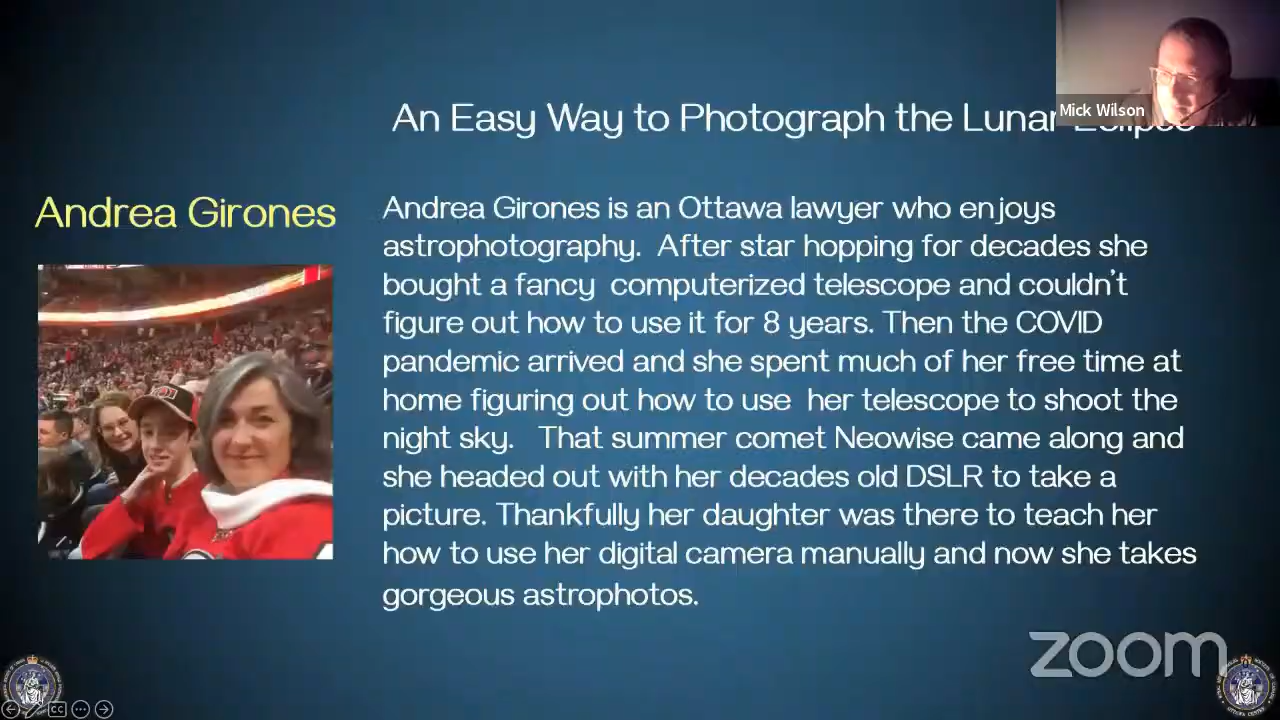 An Easy Way to Photograph the Lunar Eclipse
Mick Wilson
Andrea Girones
Andrea Girones is an Ottawa lawyer who enjoys
astrophotography. After star hopping for decades she
bought a fancy computerized telescope and couldn't
figure out how to use it for 8 years. Then the COVID
pandemic arrived and she spent much of her free time at
home figuring out how to use her telescope to shoot the
night sky. That summer comet Neowise came along and
she headed out with her decades old DSLR to take a
picture. Thankfully her daughter was there to teach her
how to use her digital camera manually and now she takes
gorgeous astrophotos.
zoom
CC